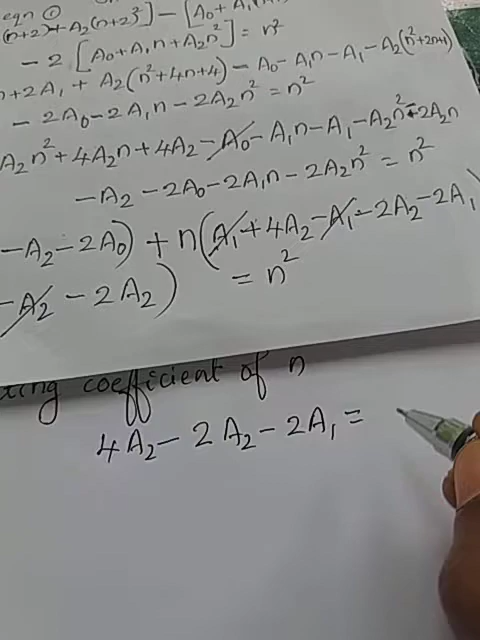 eqn ①
(n+2) + A₂(n+2)²] − [A₀+A₁
− 2 [A₀+A₁n+A₂n²] = n²
+2A₁ + A₂(n²+4n+4) − A₀−A₁n−A₁−A₂(n²+2n+1)
− 2A₀−2A₁n−2A₂n² = n²
A₂n²+4A₂n+4A₂−A₀−A₁n−A₁−A₂n²−2A₂n
−A₂−2A₀−2A₁n−2A₂n² = n²
−A₂−2A₀) + n(A₁+4A₂−A₁−2A₂−2A₁)
−A₂ − 2A₂) = n²
ting coefficient of n
4A₂− 2A₂−2A₁ =